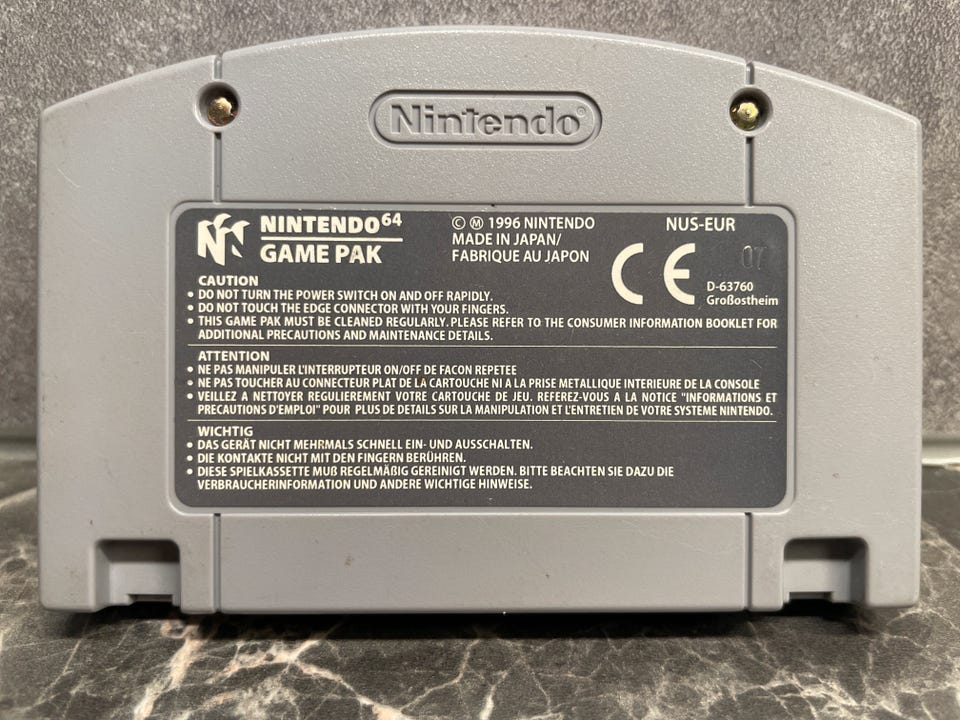 Nintendo®
NINTENDO⁶⁴
GAME PAK
© Ⓜ 1996 NINTENDO
MADE IN JAPAN/
FABRIQUE AU JAPON
NUS-EUR
CE
07
D-63760
Großostheim
CAUTION
• DO NOT TURN THE POWER SWITCH ON AND OFF RAPIDLY.
• DO NOT TOUCH THE EDGE CONNECTOR WITH YOUR FINGERS.
• THIS GAME PAK MUST BE CLEANED REGULARLY. PLEASE REFER TO THE CONSUMER INFORMATION BOOKLET FOR
ADDITIONAL PRECAUTIONS AND MAINTENANCE DETAILS.
ATTENTION
• NE PAS MANIPULER L'INTERRUPTEUR ON/OFF DE FACON REPETEE
• NE PAS TOUCHER AU CONNECTEUR PLAT DE LA CARTOUCHE NI A LA PRISE METALLIQUE INTERIEURE DE LA CONSOLE
• VEILLEZ A NETTOYER REGULIEREMENT VOTRE CARTOUCHE DE JEU. REFEREZ-VOUS A LA NOTICE "INFORMATIONS ET
PRECAUTIONS D'EMPLOI" POUR PLUS DE DETAILS SUR LA MANIPULATION ET L'ENTRETIEN DE VOTRE SYSTEME NINTENDO.
WICHTIG
• DAS GERÄT NICHT MEHRMALS SCHNELL EIN- UND AUSSCHALTEN.
• DIE KONTAKTE NICHT MIT DEN FINGERN BERÜHREN.
• DIESE SPIELKASSETTE MUß REGELMÄßIG GEREINIGT WERDEN. BITTE BEACHTEN SIE DAZU DIE
VERBRAUCHERINFORMATION UND ANDERE WICHTIGE HINWEISE.